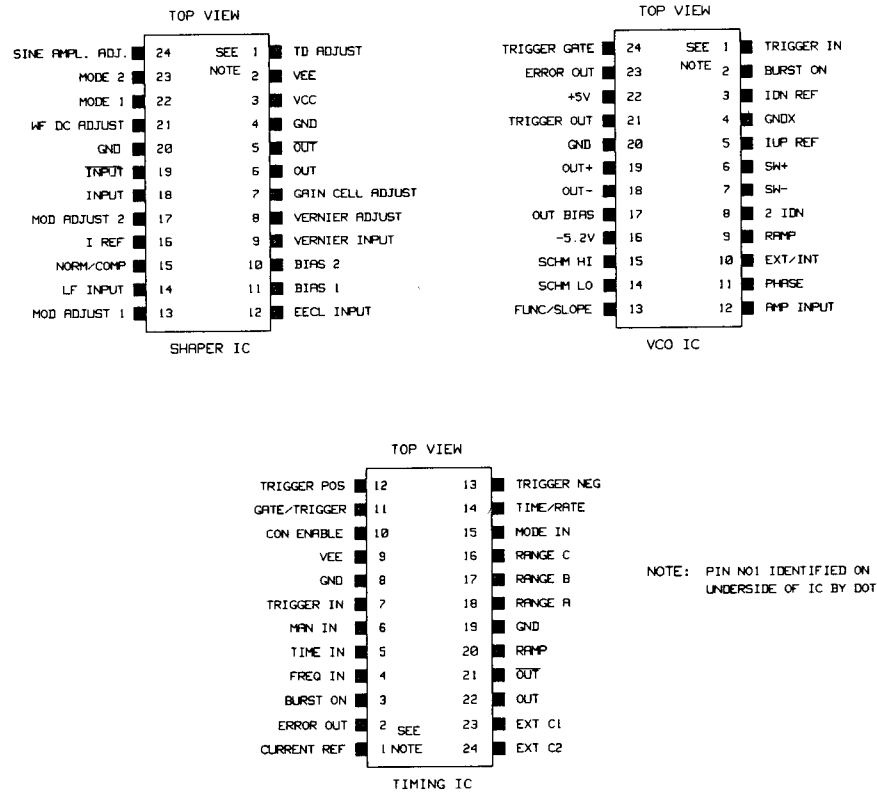 TOP VIEW
SINE AMPL. ADJ. 24 SEE 1 TD ADJUST
MODE 2 23 NOTE 2 VEE
MODE 1 22 3 VCC
WF DC ADJUST 21 4 GND
GND 20 5 OUT
INPUT 19 6 OUT
INPUT 18 7 GAIN CELL ADJUST
MOD ADJUST 2 17 8 VERNIER ADJUST
I REF 16 9 VERNIER INPUT
NORM/COMP 15 10 BIAS 2
LF INPUT 14 11 BIAS 1
MOD ADJUST 1 13 12 EECL INPUT
SHAPER IC
TOP VIEW
TRIGGER GATE 24 SEE 1 TRIGGER IN
ERROR OUT 23 NOTE 2 BURST ON
+5V 22 3 IDN REF
TRIGGER OUT 21 4 GNDX
GND 20 5 IUP REF
OUT+ 19 6 SW+
OUT- 18 7 SW-
OUT BIAS 17 8 2 IDN
-5.2V 16 9 RAMP
SCHM HI 15 10 EXT/INT
SCHM LO 14 11 PHASE
FUNC/SLOPE 13 12 AMP INPUT
VCO IC
TOP VIEW
TRIGGER POS 12 13 TRIGGER NEG
GATE/TRIGGER 11 14 TIME/RATE
CON ENABLE 10 15 MODE IN
VEE 9 16 RANGE C
GND 8 17 RANGE B
TRIGGER IN 7 18 RANGE A
MAN IN 6 19 GND
TIME IN 5 20 RAMP
FREQ IN 4 21 OUT
BURST ON 3 22 OUT
ERROR OUT 2 SEE 23 EXT C1
CURRENT REF 1 NOTE 24 EXT C2
TIMING IC
NOTE: PIN NO1 IDENTIFIED ON
UNDERSIDE OF IC BY DOT